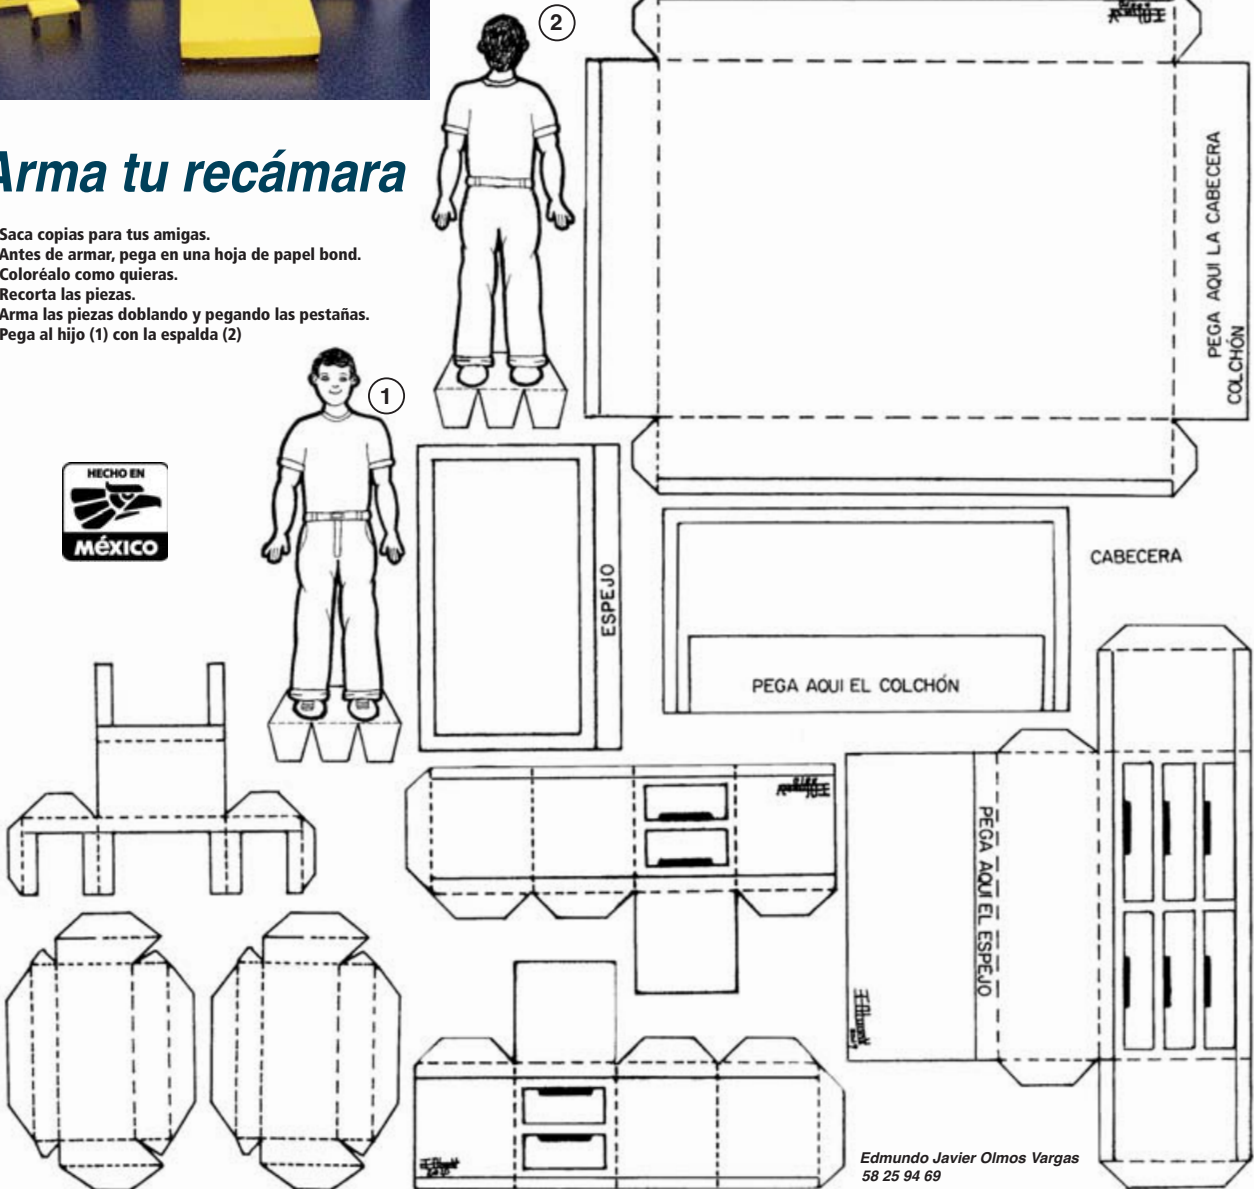 2
Arma tu recámara
Saca copias para tus amigas.
Antes de armar, pega en una hoja de papel bond.
Coloréalo como quieras.
Recorta las piezas.
Arma las piezas doblando y pegando las pestañas.
Pega al hijo (1) con la espalda (2)
1
PEGA AQUI LA CABECERA
COLCHÓN
HECHO EN
MéXICO
ESPEJO
CABECERA
PEGA AQUI EL COLCHÓN
PEGA AQUI EL ESPEJO
Edmundo Javier Olmos Vargas
58 25 94 69